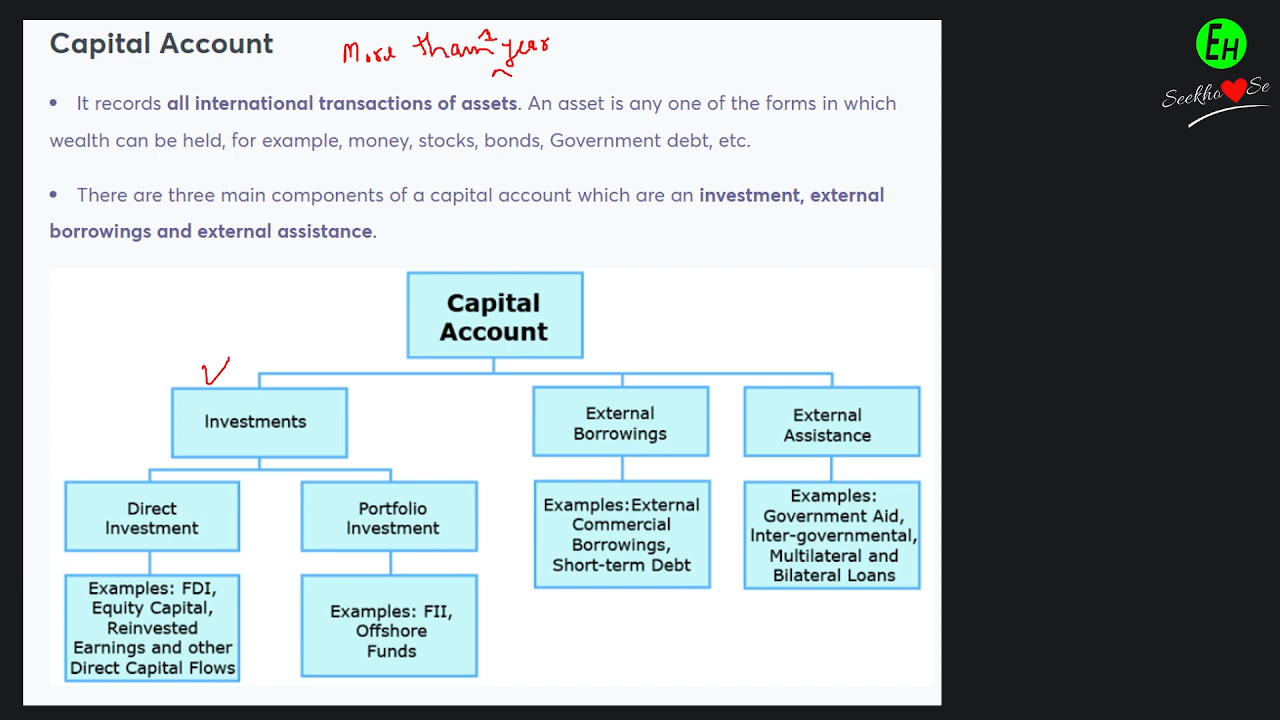 Capital Account
More than 1 year
• It records all international transactions of assets. An asset is any one of the forms in which
wealth can be held, for example, money, stocks, bonds, Government debt, etc.
• There are three main components of a capital account which are an investment, external
borrowings and external assistance.
Capital
Account
Investments
External
Borrowings
External
Assistance
Direct
Investment
Portfolio
Investment
Examples:External
Commercial
Borrowings,
Short-term Debt
Examples:
Government Aid,
Inter-governmental,
Multilateral and
Bilateral Loans
Examples: FDI,
Equity Capital,
Reinvested
Earnings and other
Direct Capital Flows
Examples: FII,
Offshore
Funds
EH
Seekho Se